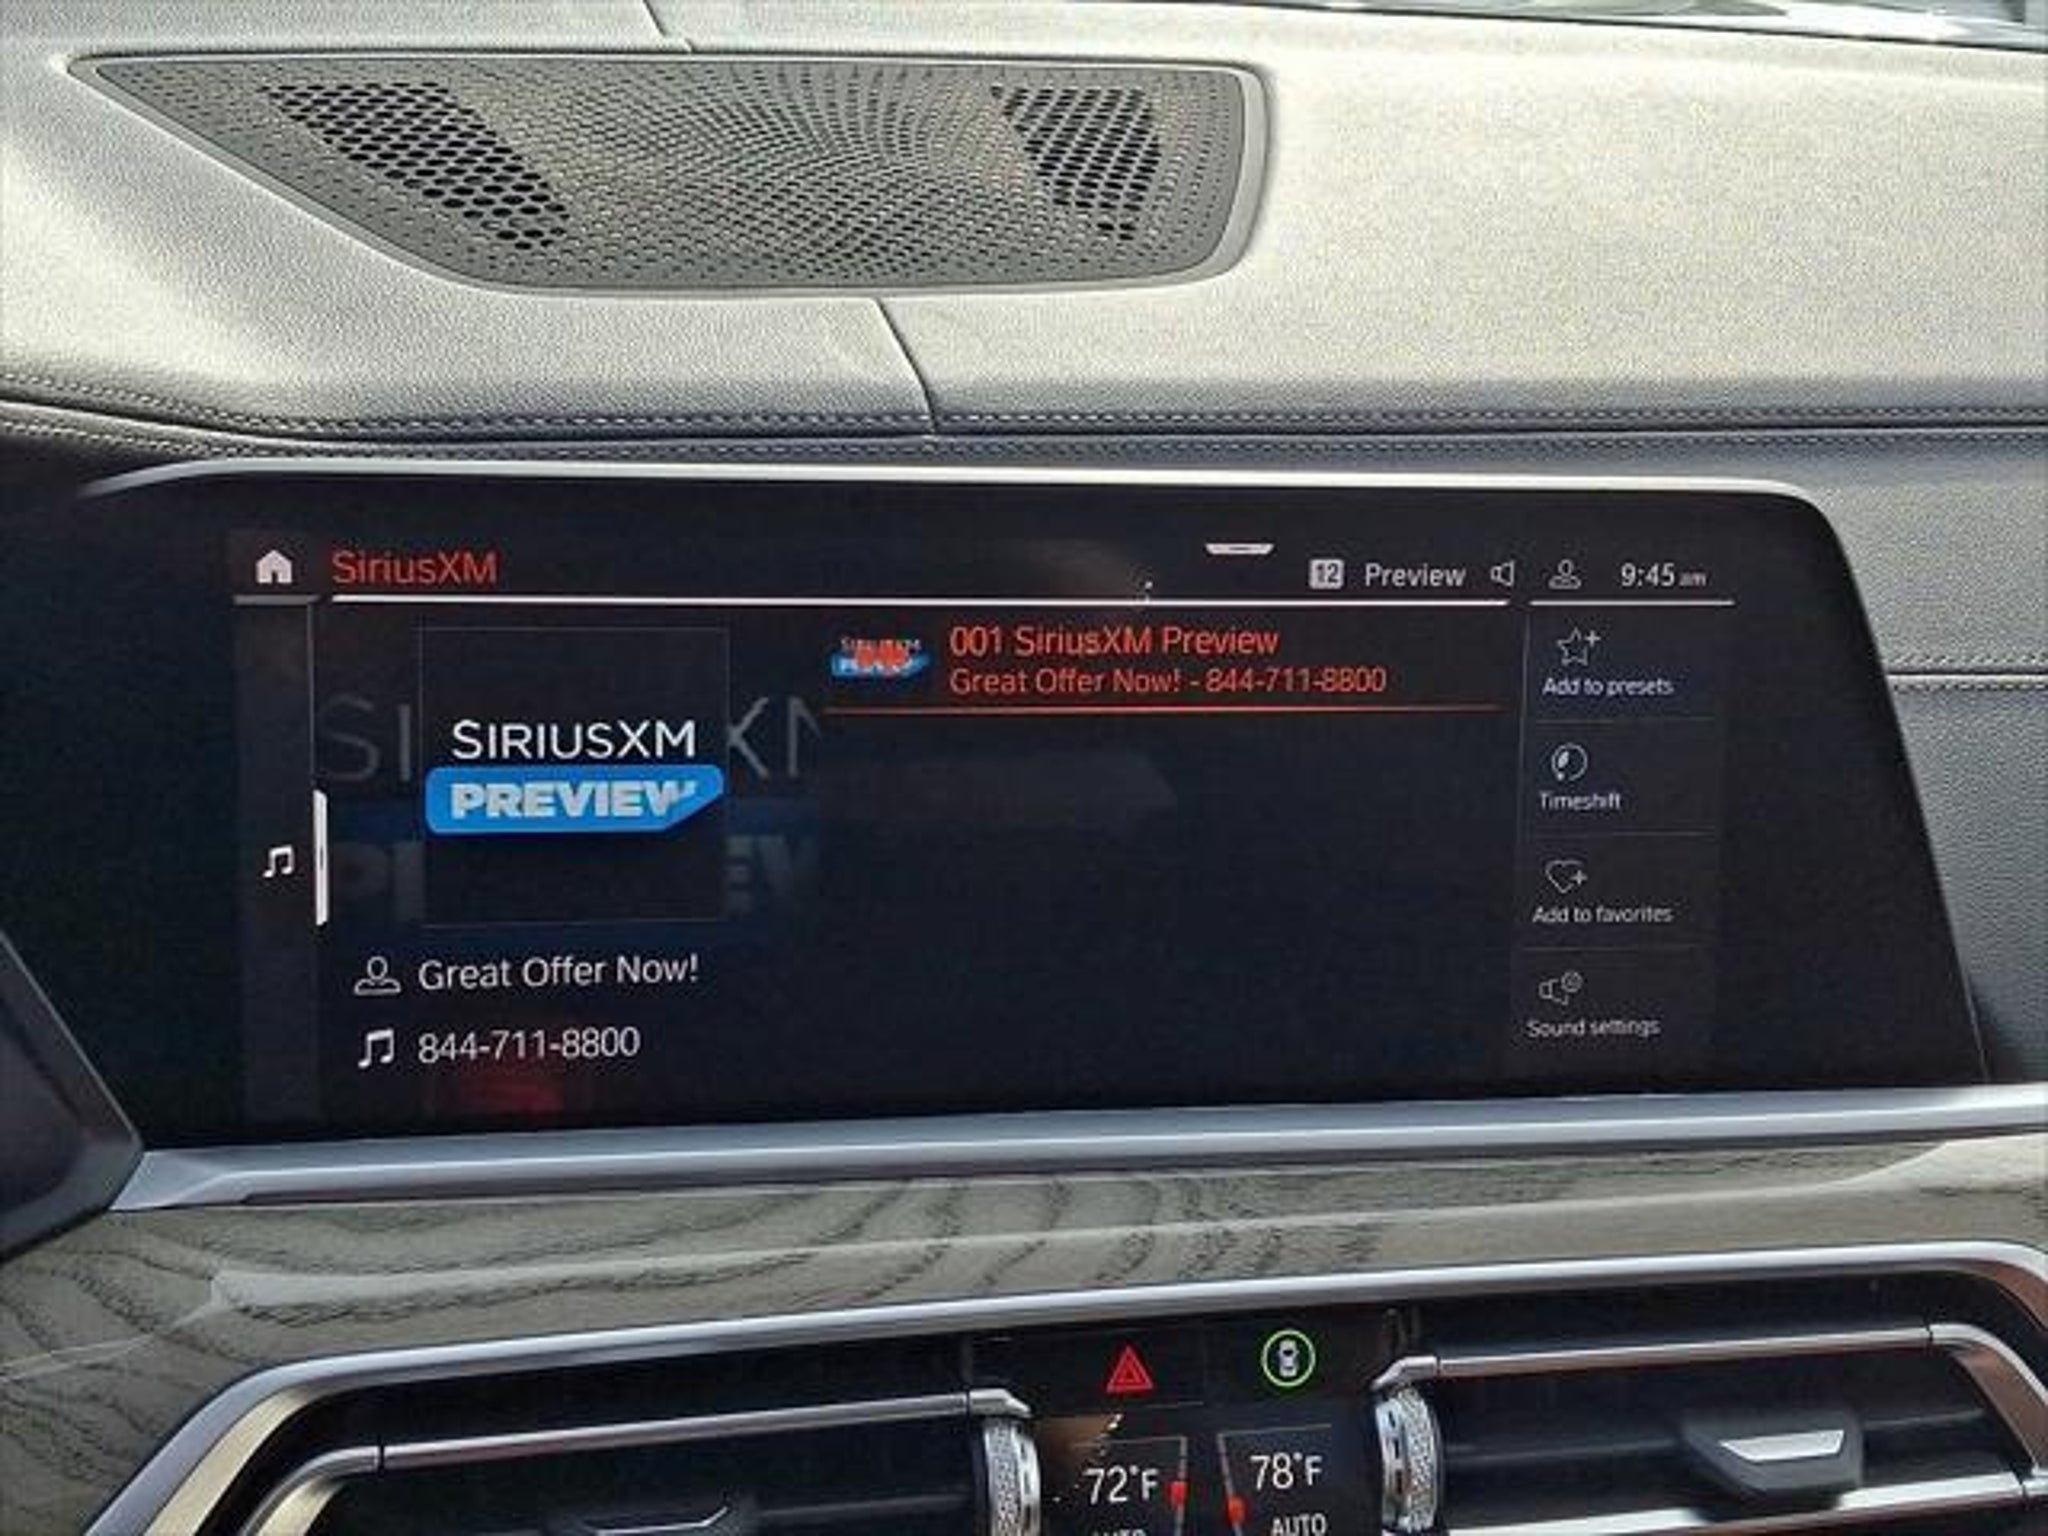 SiriusXM
12 Preview 9:45 am
SIRIUSXM
PREVIEW
Great Offer Now!
844-711-8800
001 SiriusXM Preview
Great Offer Now! - 844-711-8800
Add to presets
Timeshift
Add to favorites
Sound settings
72°F
78°F
AUTO
AUTO